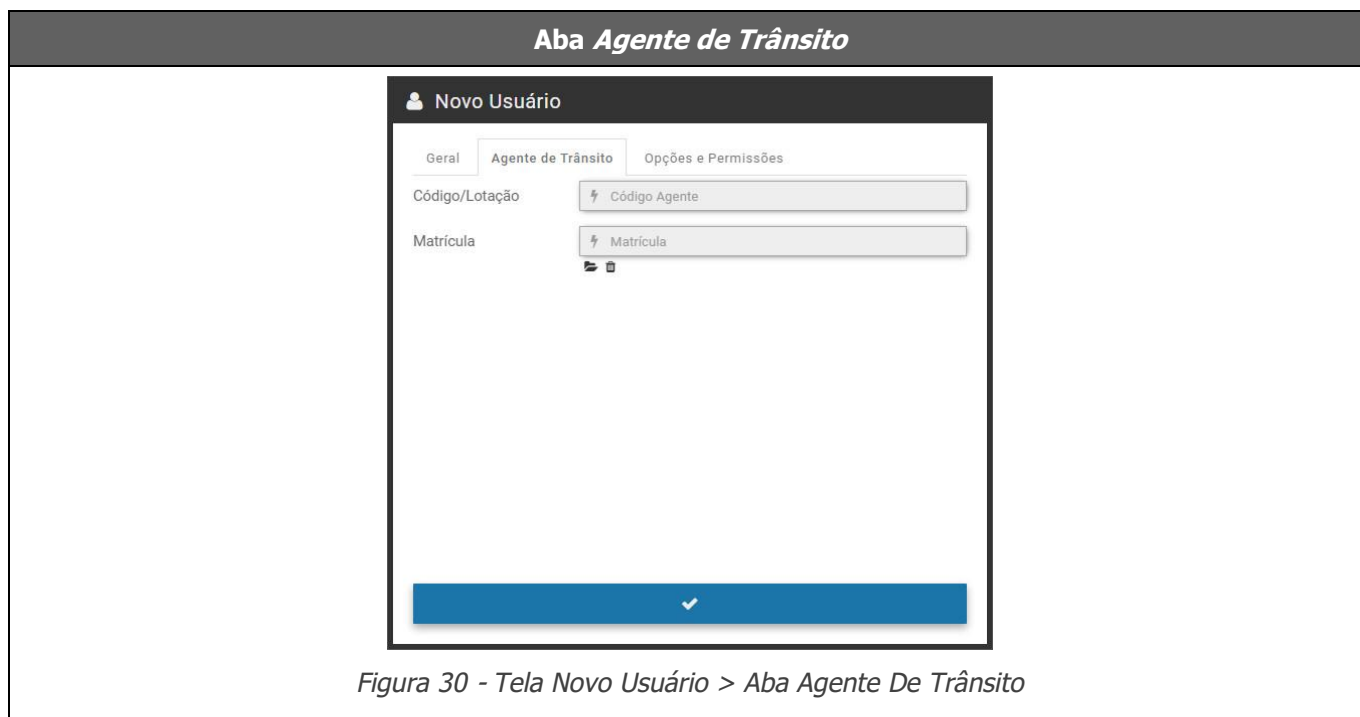 Aba Agente de Trânsito
Novo Usuário
Geral Agente de Trânsito Opções e Permissões
Código/Lotação Código Agente
Matrícula Matrícula
Figura 30 - Tela Novo Usuário > Aba Agente De Trânsito